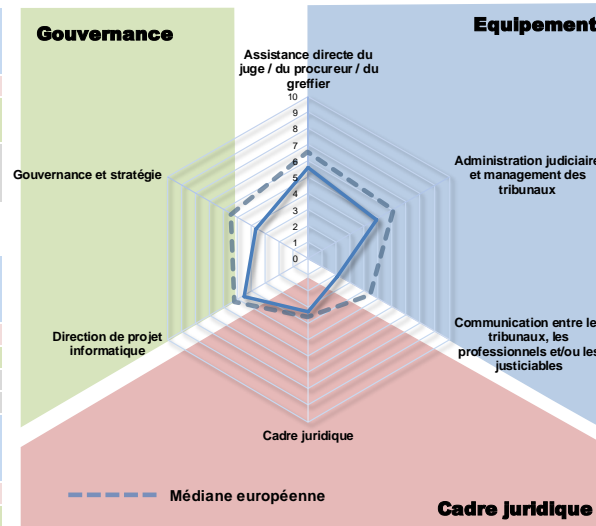 Gouvernance
Equipement
Assistance directe du
juge / du procureur / du
greffier
10
9
8
7
6
5
4
3
2
1
0
Gouvernance et stratégie
Administration judiciaire
et management des
tribunaux
Direction de projet
informatique
Communication entre les
tribunaux, les
professionnels et/ou les
justiciables
Cadre juridique
Médiane européenne
Cadre juridique